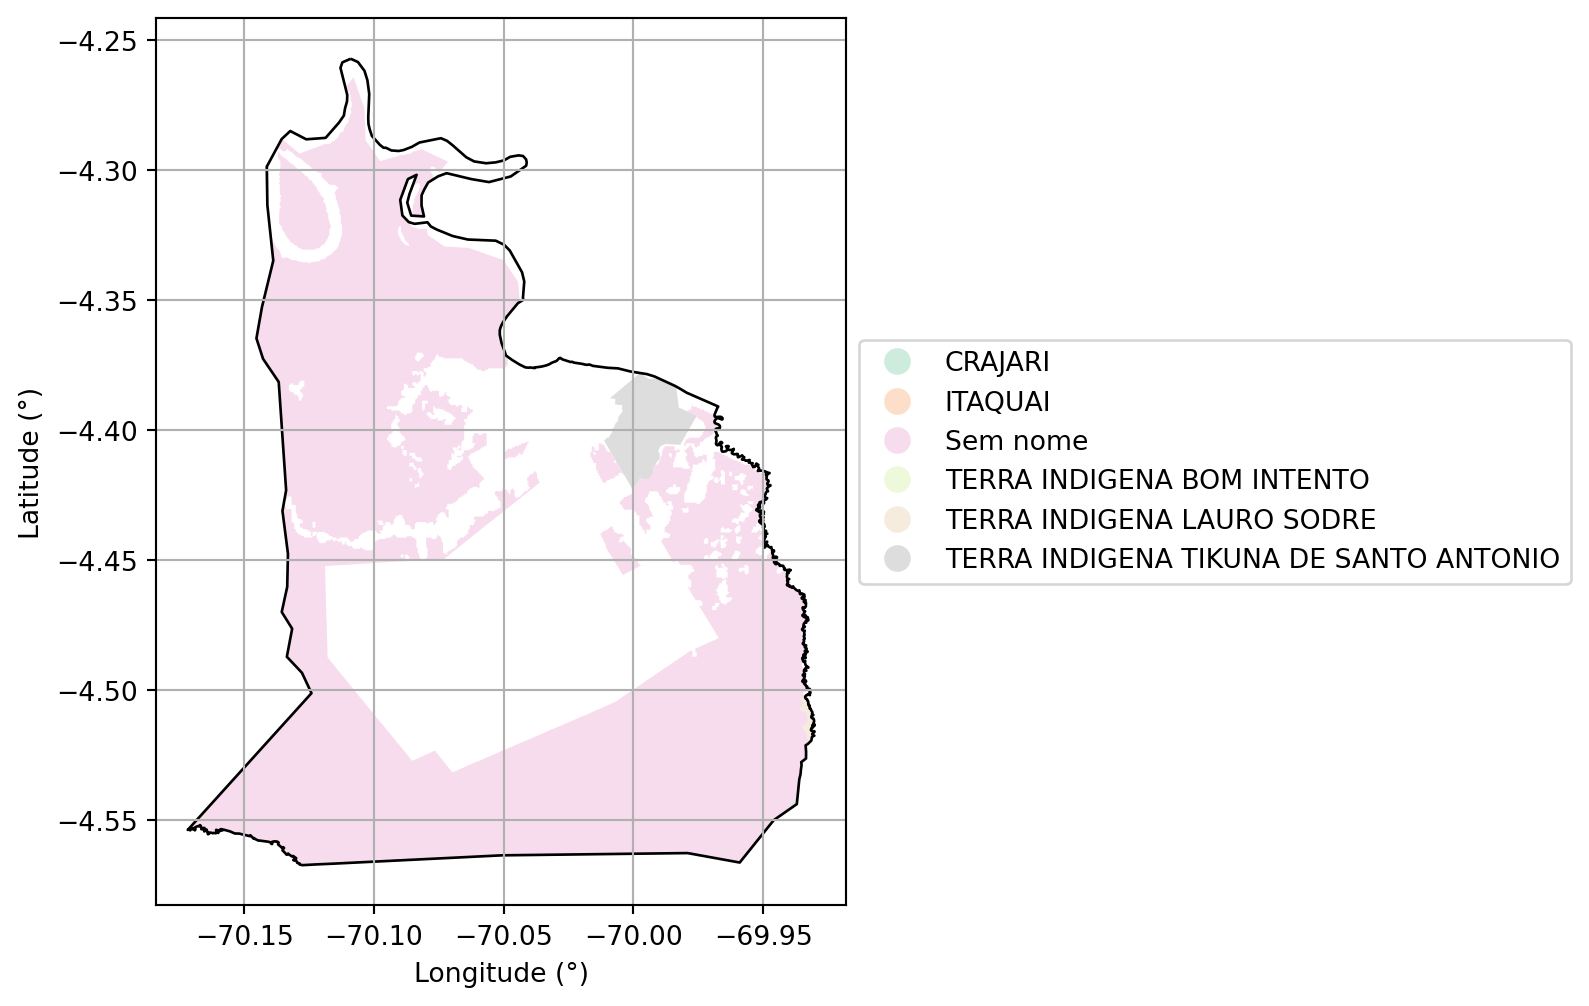 −4.25
−4.30
−4.35
−4.40
−4.45
−4.50
−4.55
Latitude (°)
−70.15 −70.10 −70.05 −70.00 −69.95
Longitude (°)
CRAJARI
ITAQUAI
Sem nome
TERRA INDIGENA BOM INTENTO
TERRA INDIGENA LAURO SODRE
TERRA INDIGENA TIKUNA DE SANTO ANTONIO